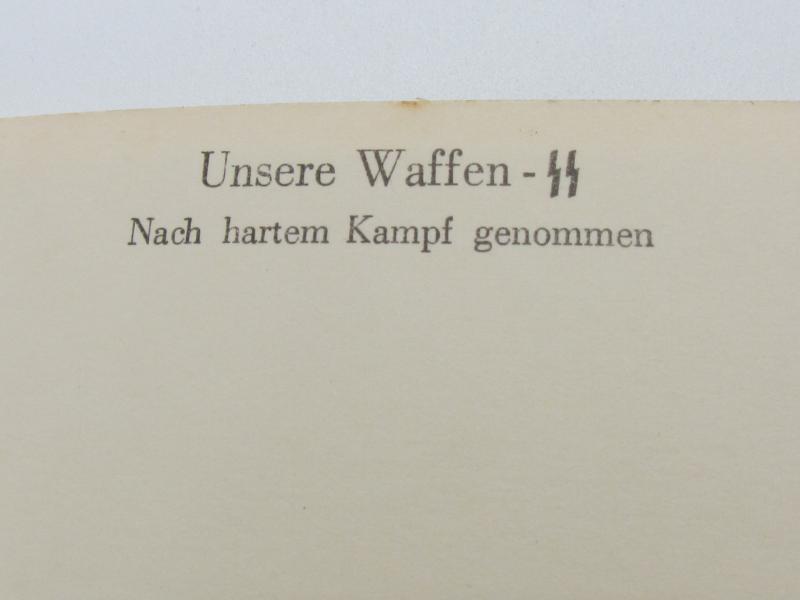 Unsere Waffen - ᛋᛋ
Nach hartem Kampf genommen